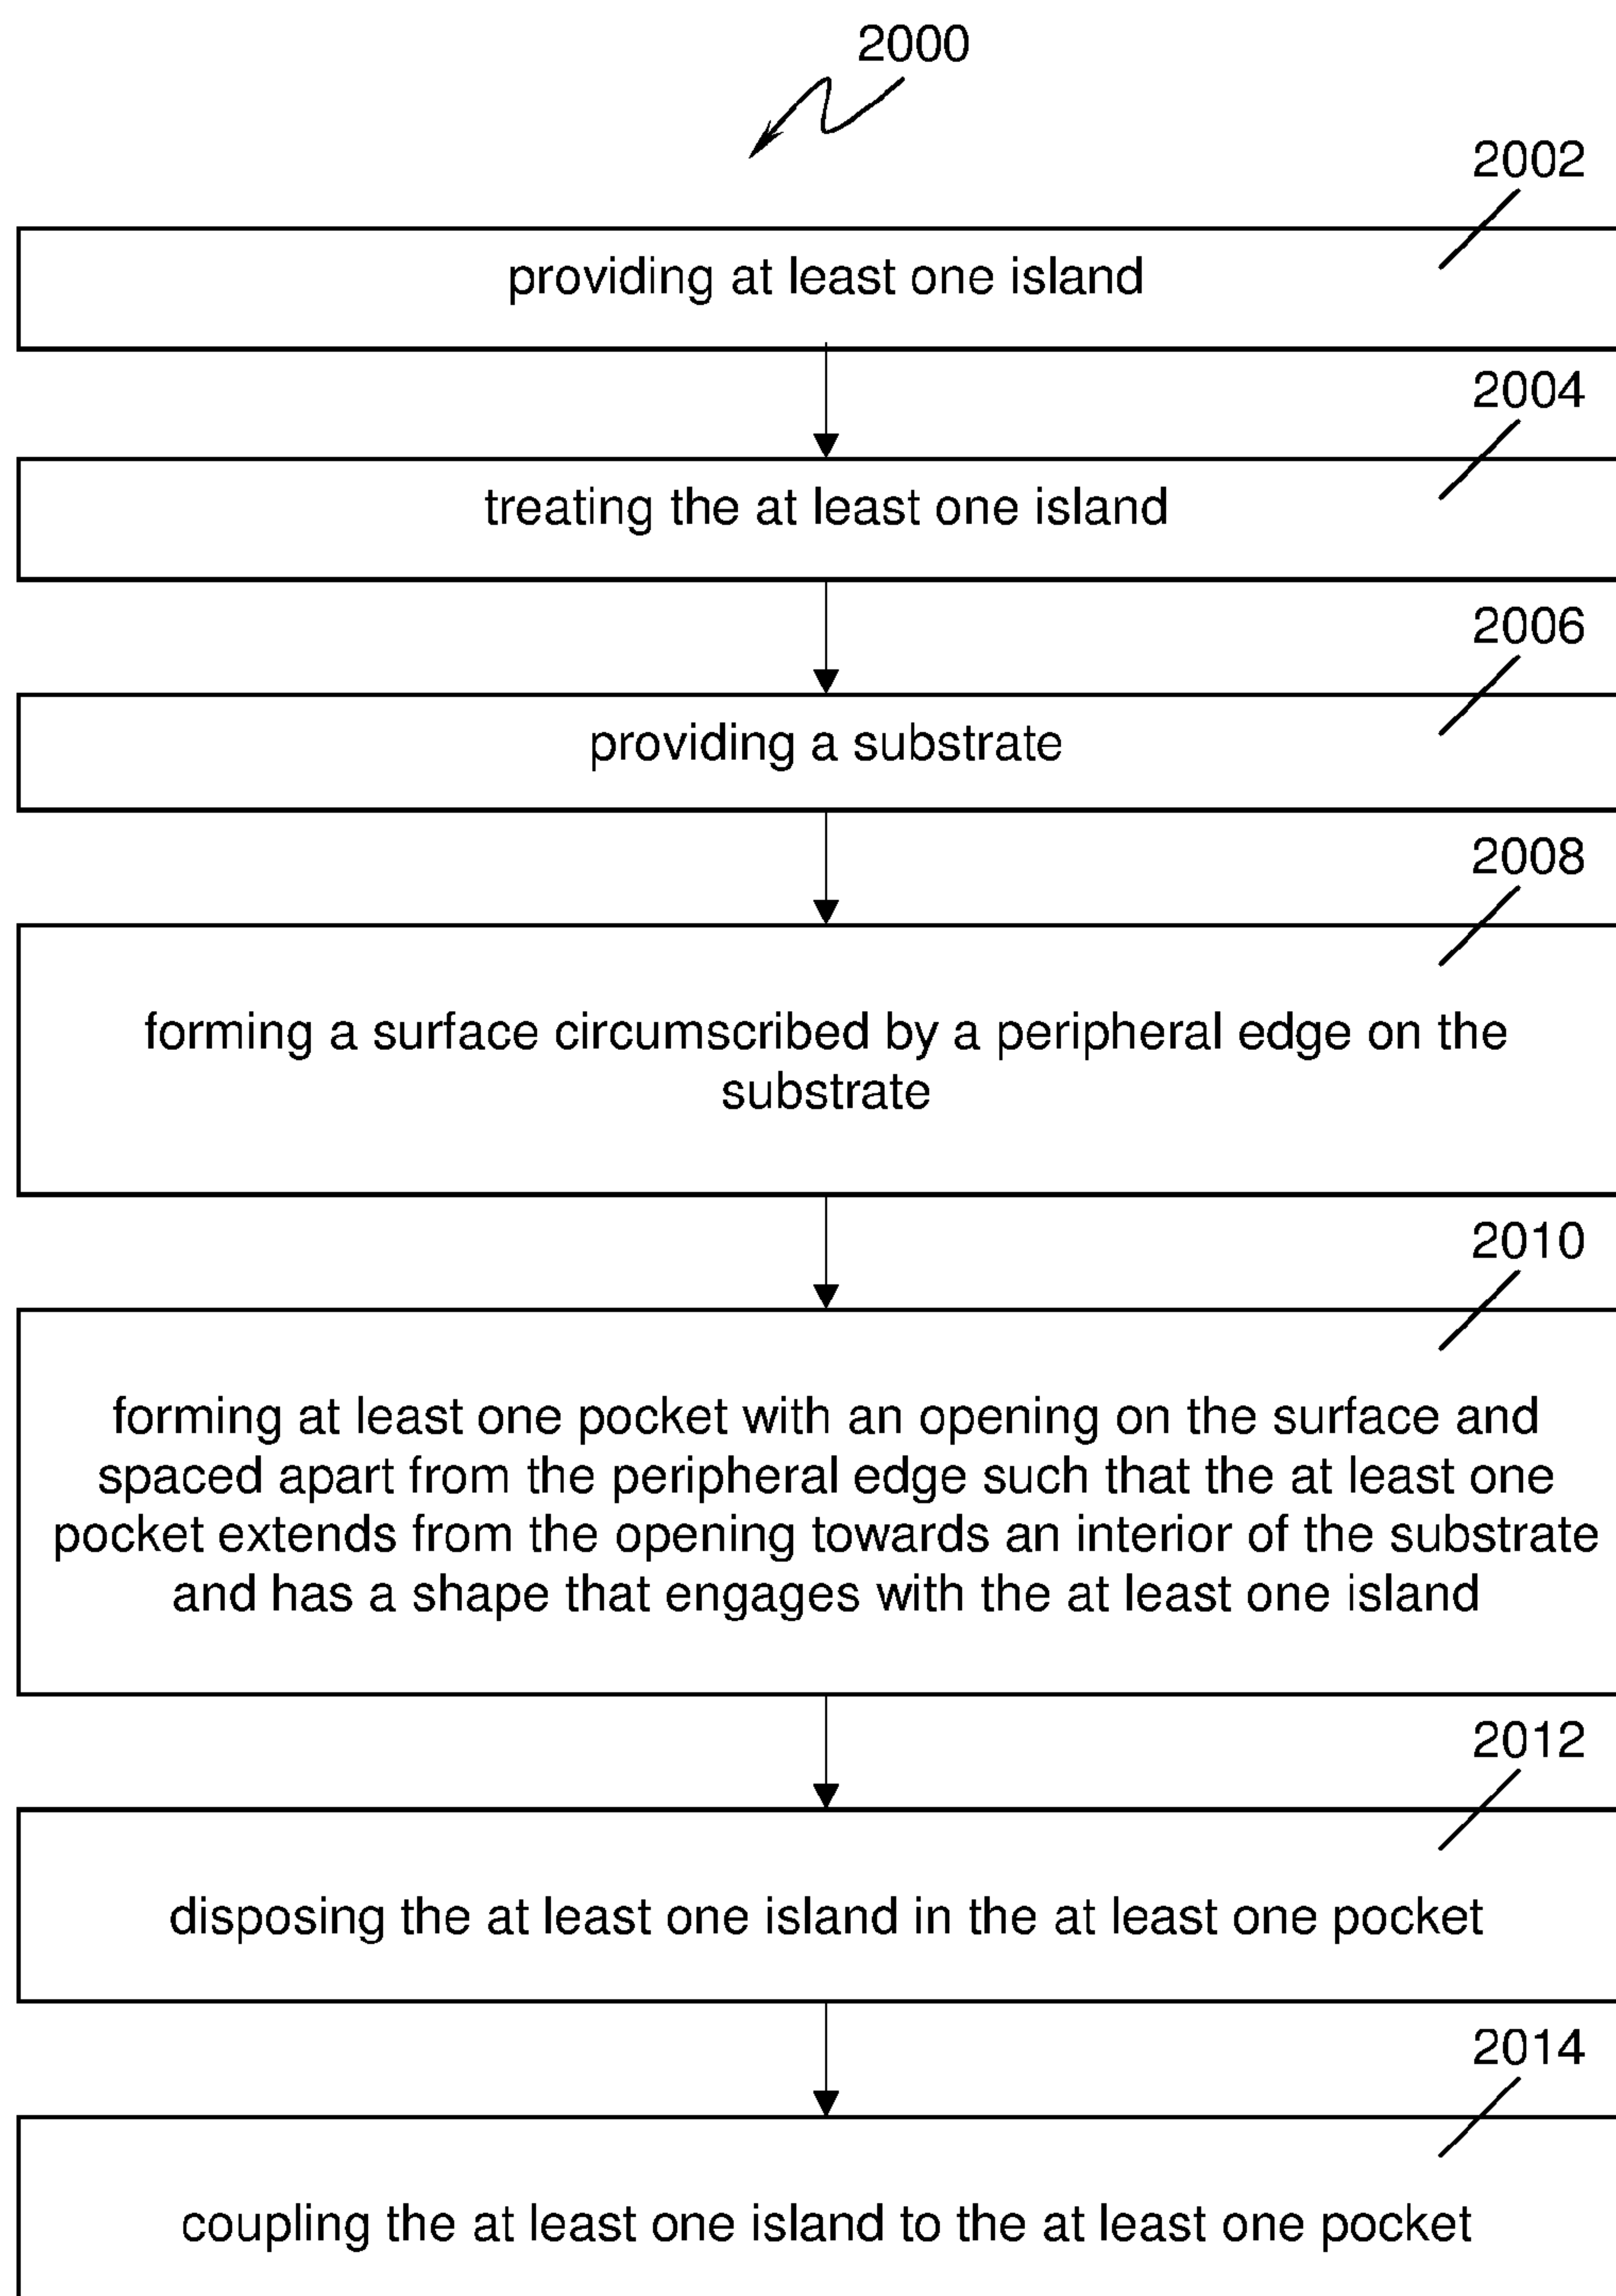 2000
2002
providing at least one island
2004
treating the at least one island
2006
providing a substrate
2008
forming a surface circumscribed by a peripheral edge on the
substrate
2010
forming at least one pocket with an opening on the surface and
spaced apart from the peripheral edge such that the at least one
pocket extends from the opening towards an interior of the substrate
and has a shape that engages with the at least one island
2012
disposing the at least one island in the at least one pocket
2014
coupling the at least one island to the at least one pocket